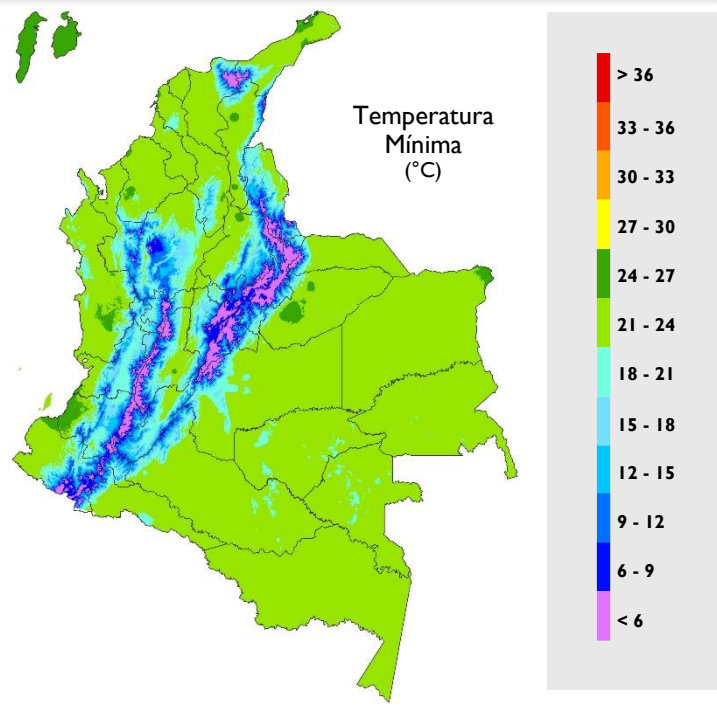 Temperatura
Mínima
(°C)
> 36
33 - 36
30 - 33
27 - 30
24 - 27
21 - 24
18 - 21
15 - 18
12 - 15
9 - 12
6 - 9
< 6